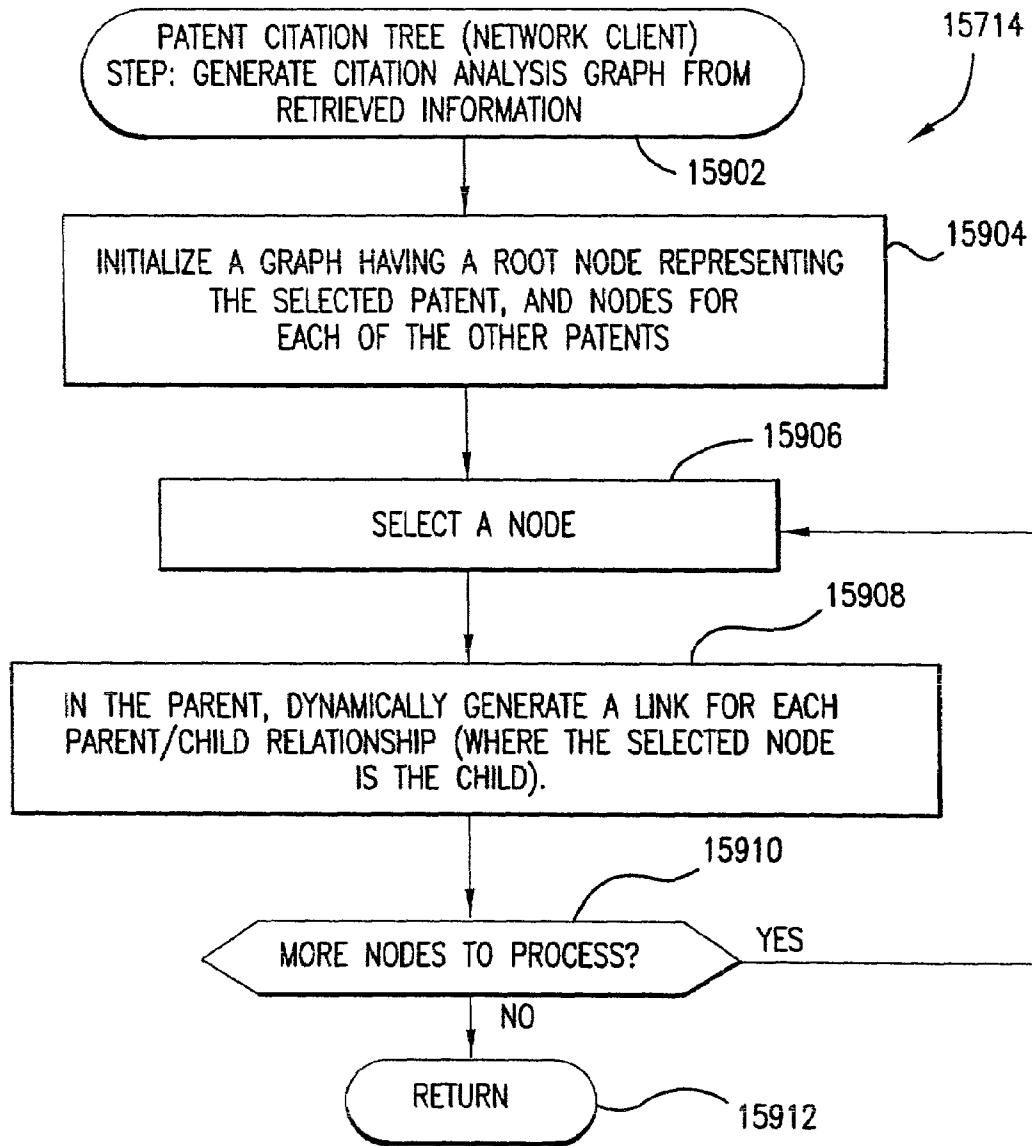 PATENT CITATION TREE (NETWORK CLIENT)
STEP: GENERATE CITATION ANALYSIS GRAPH FROM
RETRIEVED INFORMATION
15714
15902
INITIALIZE A GRAPH HAVING A ROOT NODE REPRESENTING
THE SELECTED PATENT, AND NODES FOR
EACH OF THE OTHER PATENTS
15904
15906
SELECT A NODE
15908
IN THE PARENT, DYNAMICALLY GENERATE A LINK FOR EACH
PARENT/CHILD RELATIONSHIP (WHERE THE SELECTED NODE
IS THE CHILD).
15910
MORE NODES TO PROCESS?
YES
NO
RETURN
15912